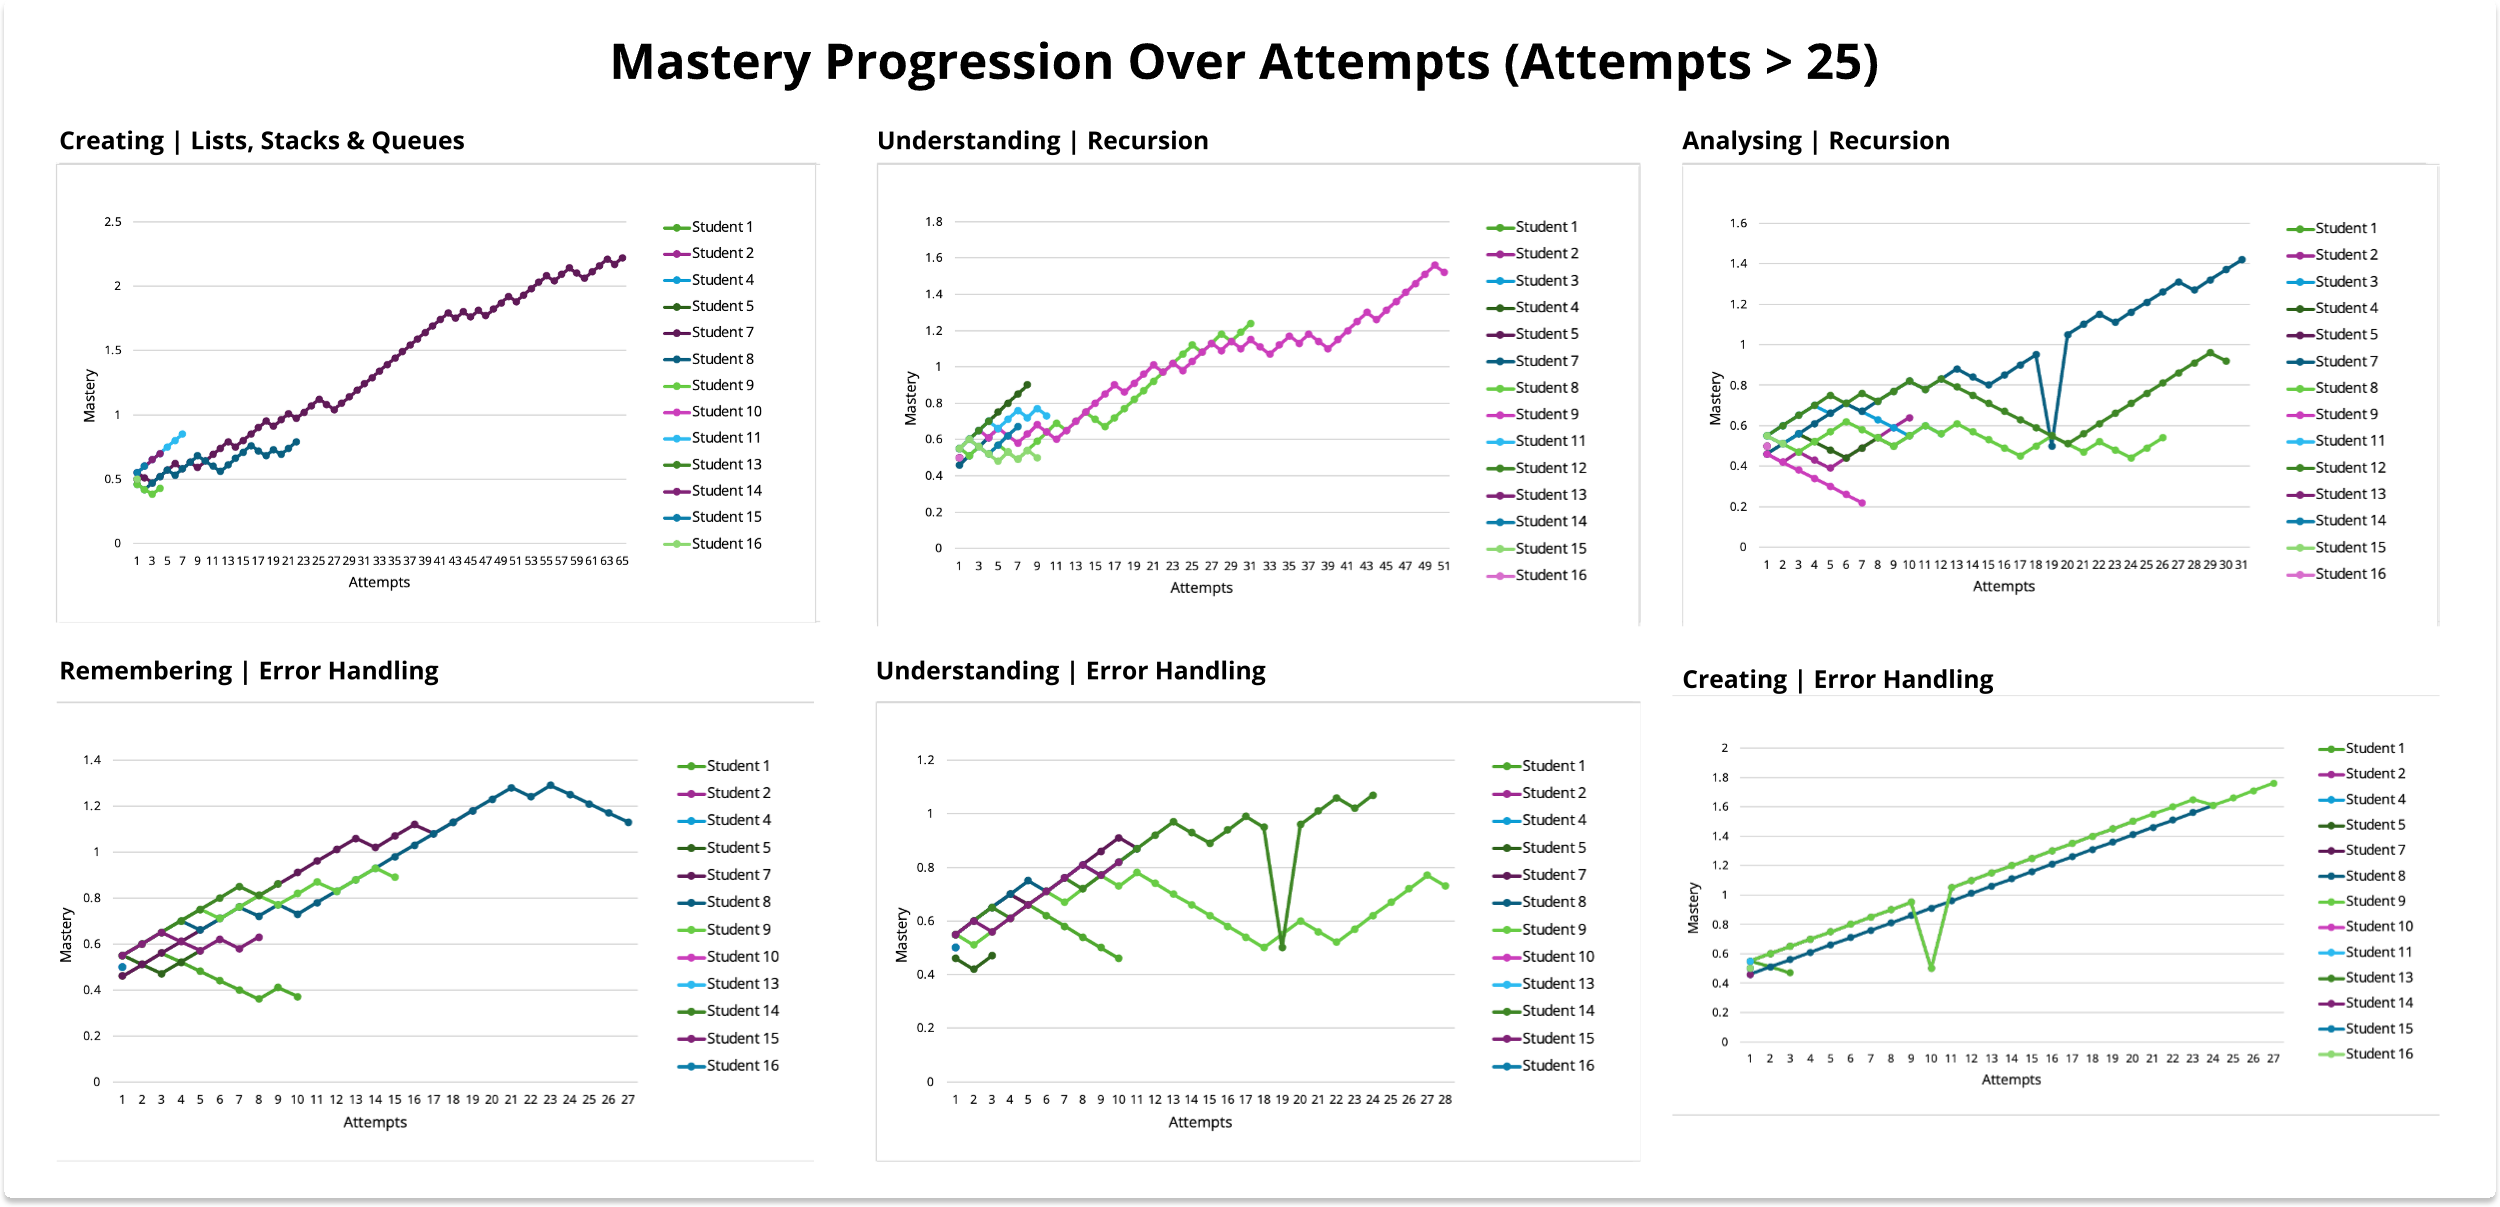 Mastery Progression Over Attempts (Attempts > 25)
Creating | Lists, Stacks & Queues
2.5
2
1.5
1
0.5
0
Mastery
1 3 5 7 9 11 13 15 17 19 21 23 25 27 29 31 33 35 37 39 41 43 45 47 49 51 53 55 57 59 61 63 65
Attempts
Student 1
Student 2
Student 4
Student 5
Student 7
Student 8
Student 9
Student 10
Student 11
Student 13
Student 14
Student 15
Student 16
Understanding | Recursion
1.8
1.6
1.4
1.2
1
0.8
0.6
0.4
0.2
0
Mastery
1 3 5 7 9 11 13 15 17 19 21 23 25 27 29 31 33 35 37 39 41 43 45 47 49 51
Attempts
Student 1
Student 2
Student 3
Student 4
Student 5
Student 7
Student 8
Student 9
Student 11
Student 12
Student 13
Student 14
Student 15
Student 16
Analysing | Recursion
1.6
1.4
1.2
1
0.8
0.6
0.4
0.2
0
Mastery
1 2 3 4 5 6 7 8 9 10 11 12 13 14 15 16 17 18 19 20 21 22 23 24 25 26 27 28 29 30 31
Attempts
Student 1
Student 2
Student 3
Student 4
Student 5
Student 7
Student 8
Student 9
Student 11
Student 12
Student 13
Student 14
Student 15
Student 16
Remembering | Error Handling
1.4
1.2
1
0.8
0.6
0.4
0.2
0
Mastery
1 2 3 4 5 6 7 8 9 10 11 12 13 14 15 16 17 18 19 20 21 22 23 24 25 26 27
Attempts
Student 1
Student 2
Student 4
Student 5
Student 7
Student 8
Student 9
Student 10
Student 13
Student 14
Student 15
Student 16
Understanding | Error Handling
1.2
1
0.8
0.6
0.4
0.2
0
Mastery
1 2 3 4 5 6 7 8 9 10 11 12 13 14 15 16 17 18 19 20 21 22 23 24 25 26 27 28
Attempts
Student 1
Student 2
Student 4
Student 5
Student 7
Student 8
Student 9
Student 10
Student 13
Student 14
Student 15
Student 16
Creating | Error Handling
2
1.8
1.6
1.4
1.2
1
0.8
0.6
0.4
0.2
0
Mastery
1 2 3 4 5 6 7 8 9 10 11 12 13 14 15 16 17 18 19 20 21 22 23 24 25 26 27
Attempts
Student 1
Student 2
Student 4
Student 5
Student 7
Student 8
Student 9
Student 10
Student 11
Student 13
Student 14
Student 15
Student 16